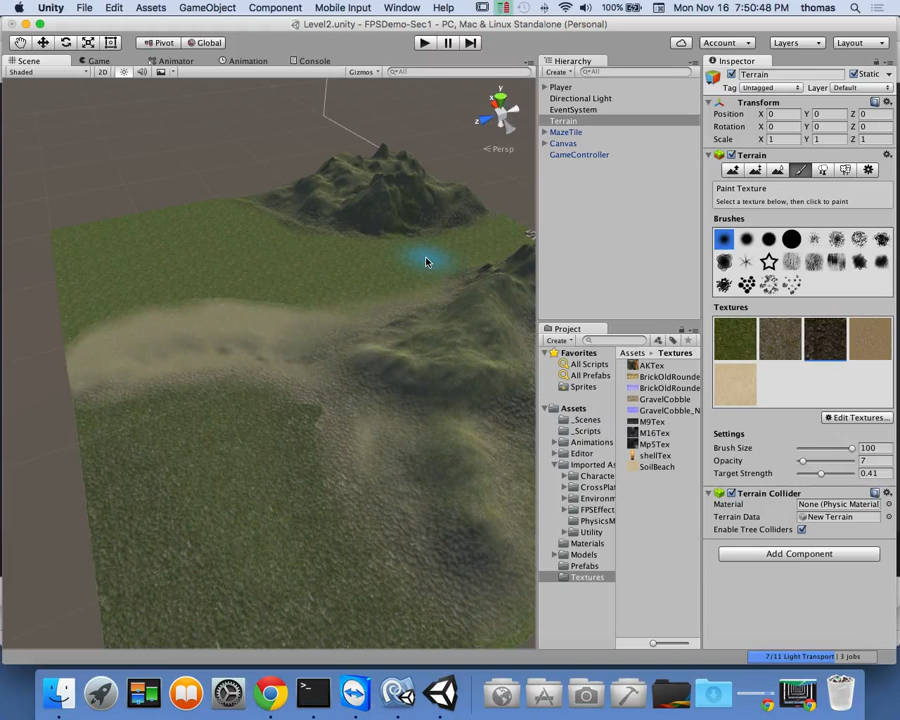 Unity File Edit Assets GameObject Component Mobile Input Window Help 100% Mon Nov 16 7:50:48 PM thomas
Level2.unity - FPSDemo-Sec1 - PC, Mac & Linux Standalone (Personal)
Pivot Global Account Layers Layout
Scene Game Animator Animation Console
Shaded 2D Gizmos All
y
x
z
Persp
Hierarchy
Create All
Player
Directional Light
EventSystem
Terrain
MazeTile
Canvas
GameController
Project
Create
Favorites
All Scripts
All Prefabs
Sprites
Assets
_Scenes
_Scripts
Animations
Editor
Imported As
Characte
CrossPlat
Environm
FPSEffect
PhysicsM
Utility
Materials
Models
Prefabs
Textures
Assets Textures
AKTex
BrickOldRounde
BrickOldRounde
GravelCobble
GravelCobble_N
M9Tex
M16Tex
Mp5Tex
shellTex
SoilBeach
Inspector
Terrain Static
Tag Untagged Layer Default
Transform
Position X 0 Y 0 Z 0
Rotation X 0 Y 0 Z 0
Scale X 1 Y 1 Z 1
Terrain
Paint Texture
Select a texture below, then click to paint
Brushes
Textures
Edit Textures...
Settings
Brush Size 100
Opacity 7
Target Strength 0.41
Terrain Collider
Material None (Physic Material
Terrain Data New Terrain
Enable Tree Colliders
Add Component
7/11 Light Transport | 3 jobs